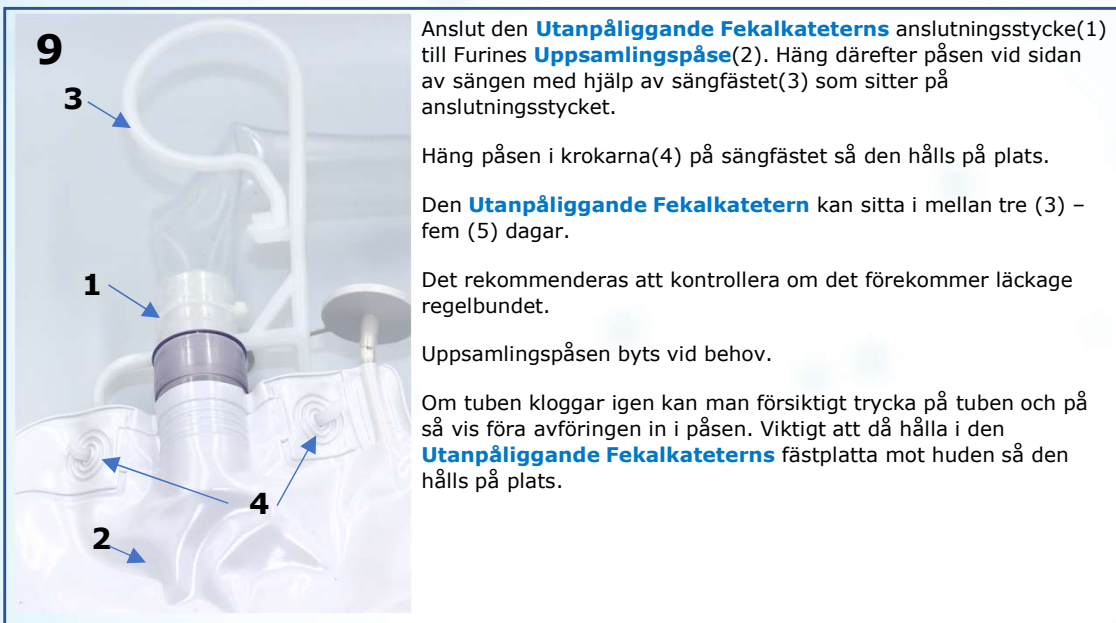 9
3
1
4
2
Anslut den Utanpåliggande Fekalkateterns anslutningsstycke(1)
till Furines Uppsamlingspåse(2). Häng därefter påsen vid sidan
av sängen med hjälp av sängfästet(3) som sitter på
anslutningsstycket.
Häng påsen i krokarna(4) på sängfästet så den hålls på plats.
Den Utanpåliggande Fekalkatetern kan sitta i mellan tre (3) –
fem (5) dagar.
Det rekommenderas att kontrollera om det förekommer läckage
regelbundet.
Uppsamlingspåsen byts vid behov.
Om tuben kloggar igen kan man försiktigt trycka på tuben och på
så vis föra avföringen in i påsen. Viktigt att då hålla i den
Utanpåliggande Fekalkateterns fästplatta mot huden så den
hålls på plats.